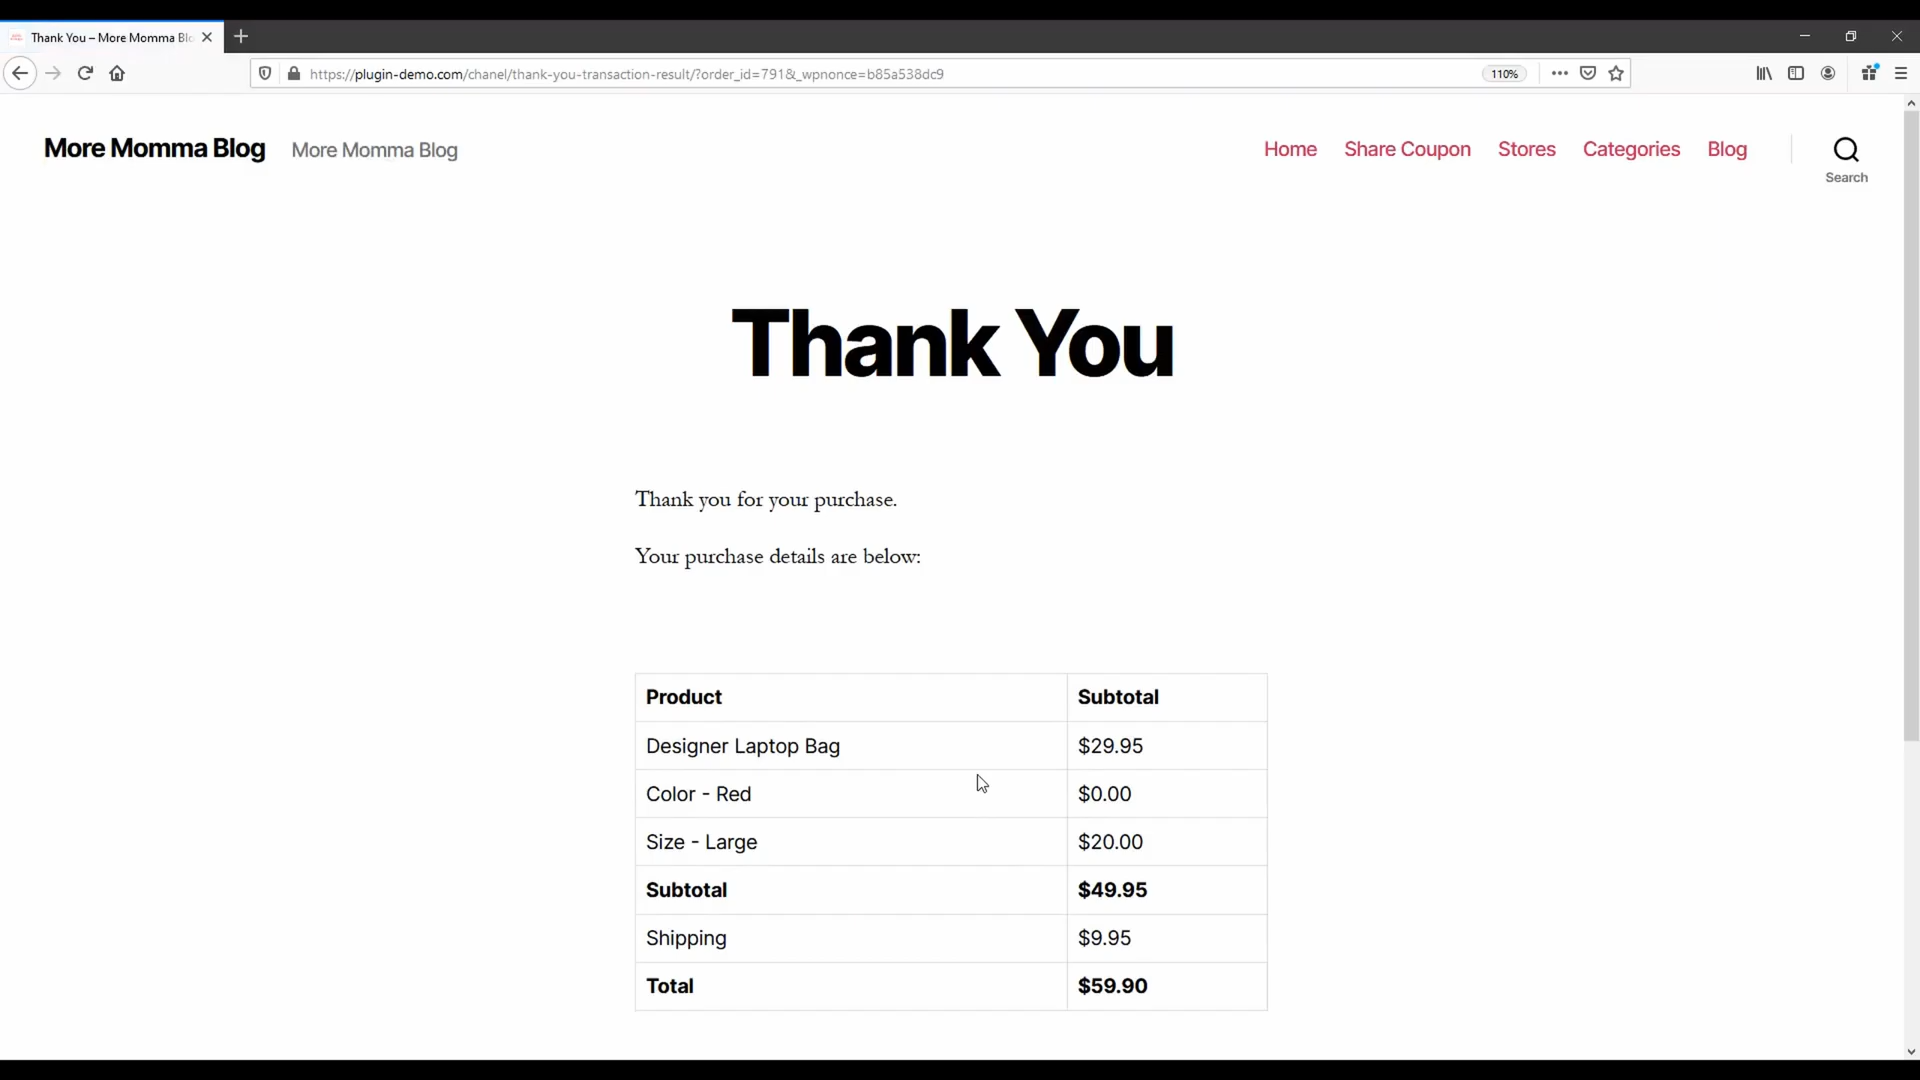 Thank You – More Momma Blo
https://plugin-demo.com/chanel/thank-you-transaction-result/?order_id=791&_wpnonce=b85a538dc9
110%
More Momma Blog More Momma Blog
Home Share Coupon Stores Categories Blog
Search
Thank You
Thank you for your purchase.
Your purchase details are below:
Product Subtotal
Designer Laptop Bag $29.95
Color - Red $0.00
Size - Large $20.00
Subtotal $49.95
Shipping $9.95
Total $59.90